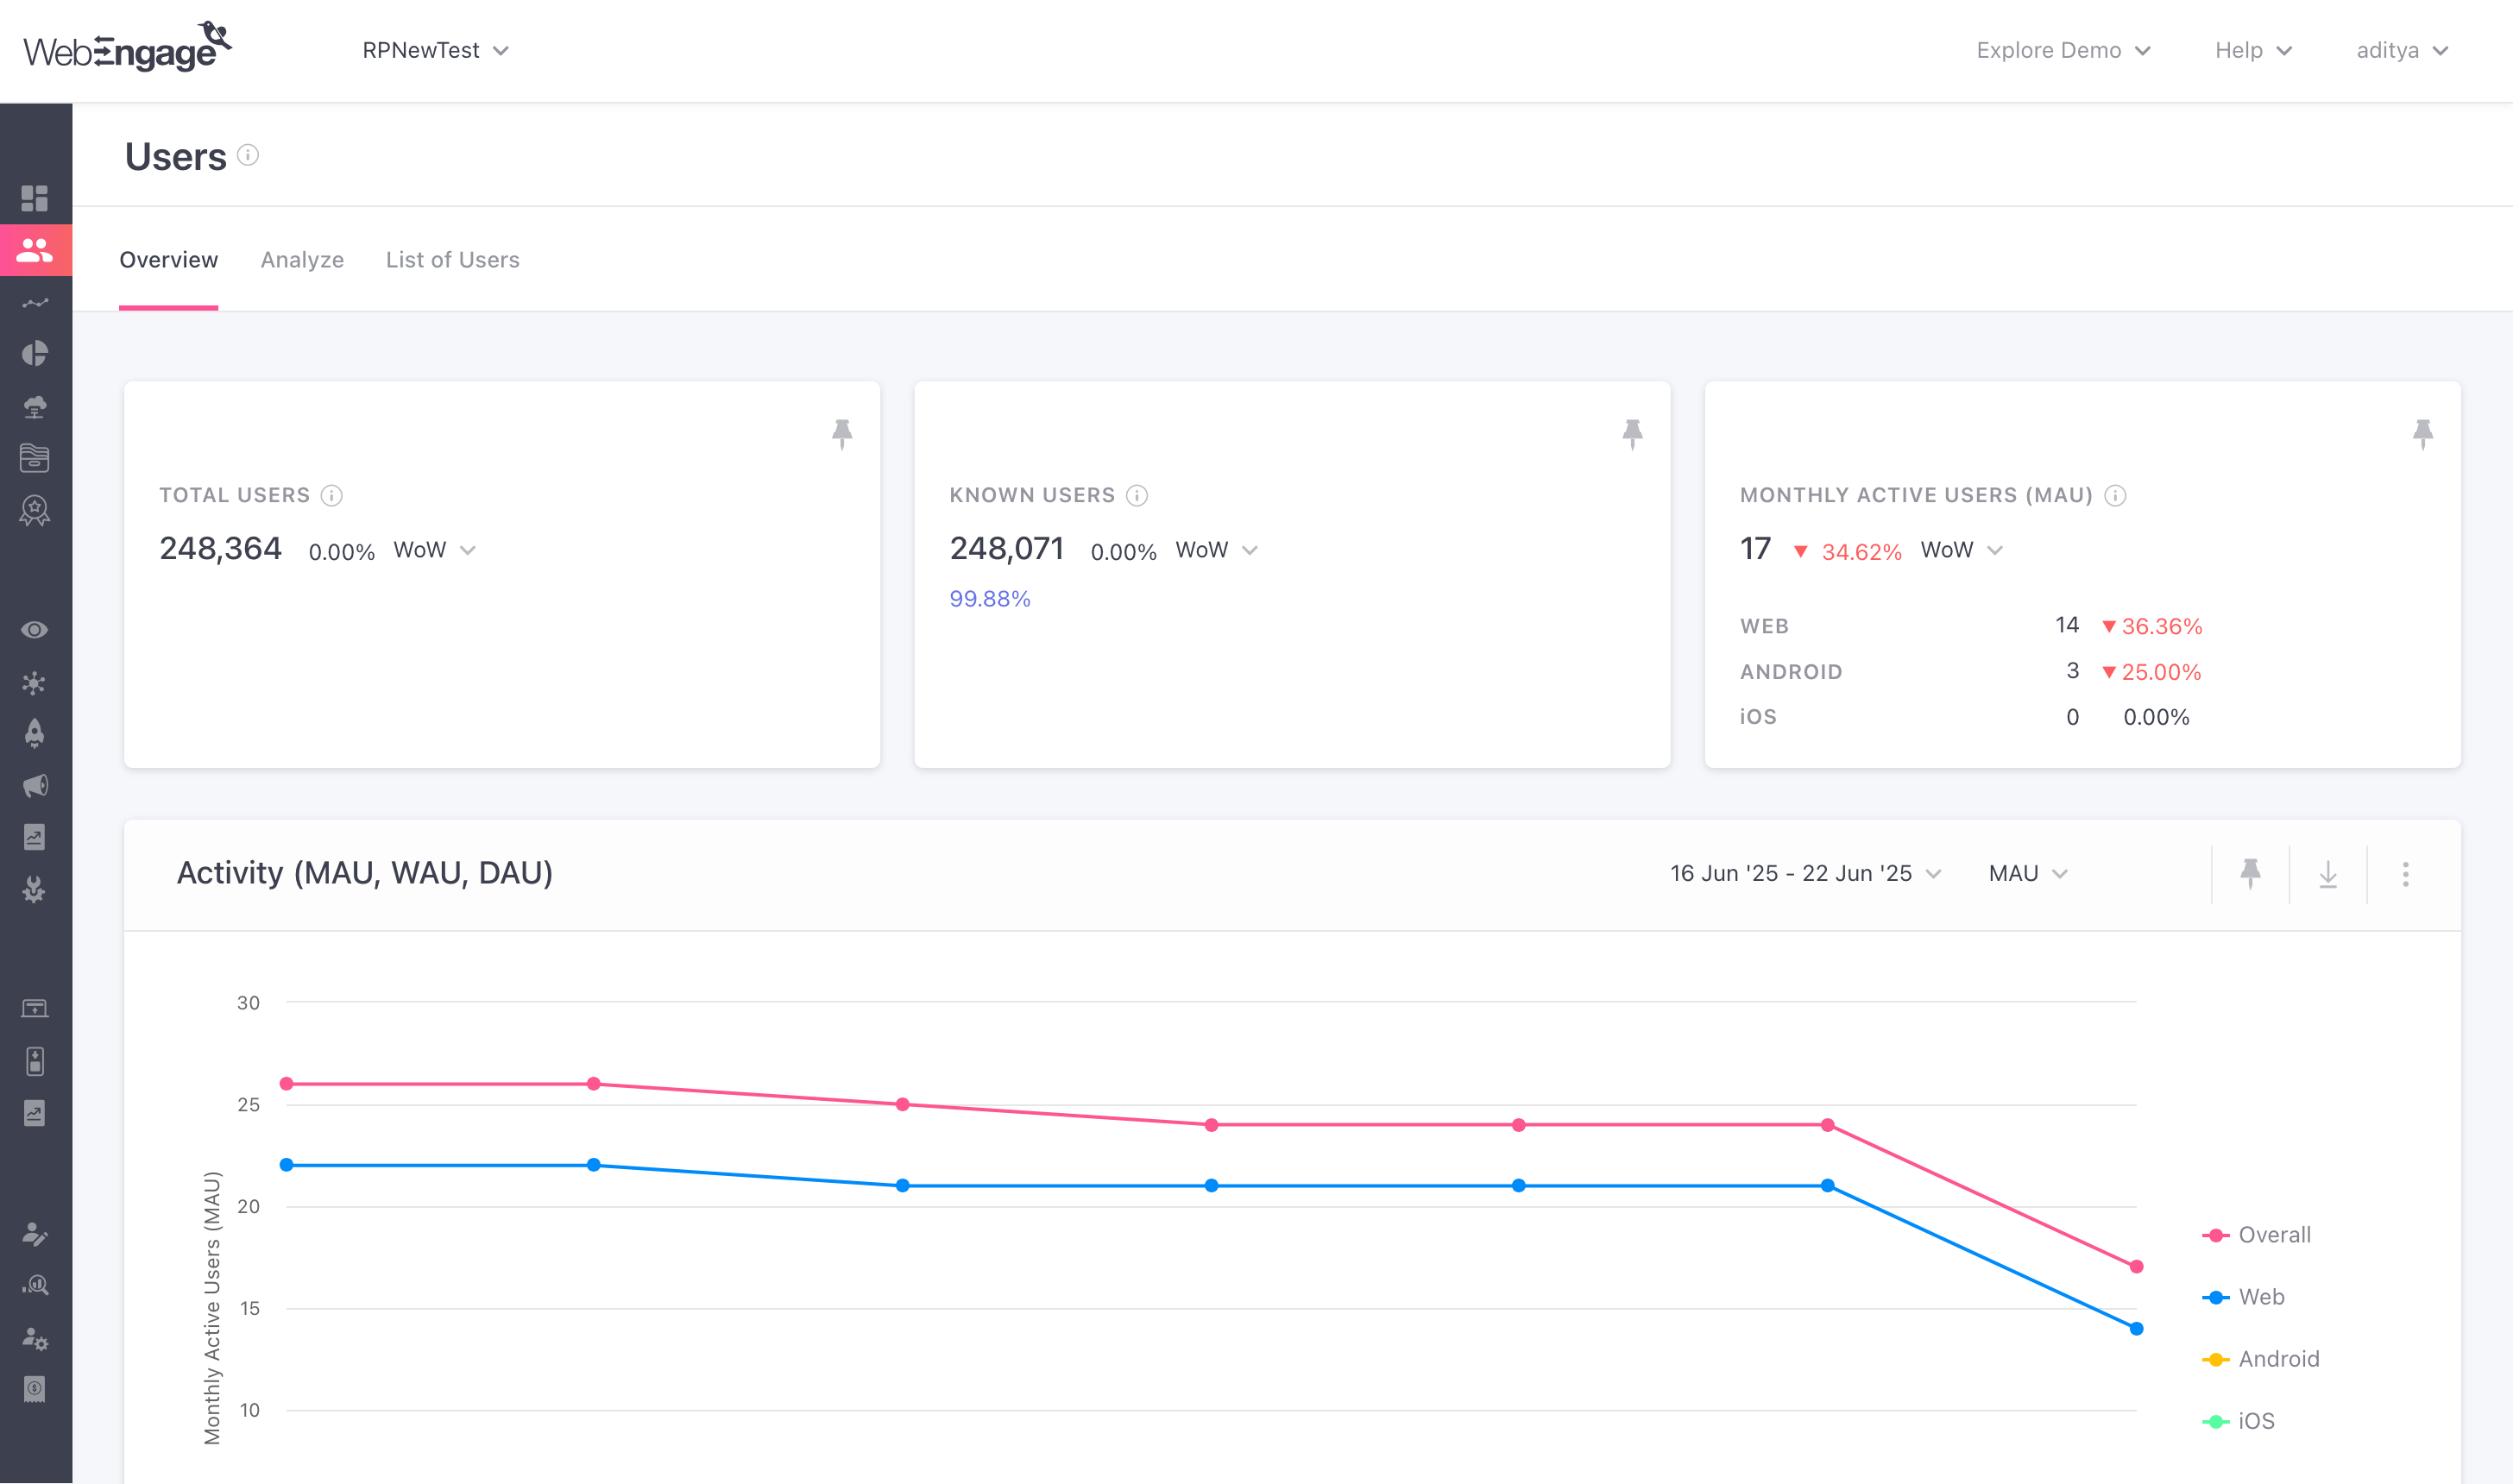 WebEngage
RPNewTest
Explore Demo
Help
aditya
Users
Overview
Analyze
List of Users
TOTAL USERS
248,364 0.00% WoW
KNOWN USERS
248,071 0.00% WoW
99.88%
MONTHLY ACTIVE USERS (MAU)
17 34.62% WoW
WEB 14 36.36%
ANDROID 3 25.00%
iOS 0 0.00%
Activity (MAU, WAU, DAU)
16 Jun '25 - 22 Jun '25
MAU
30
25
20
15
10
Monthly Active Users (MAU)
Overall
Web
Android
iOS